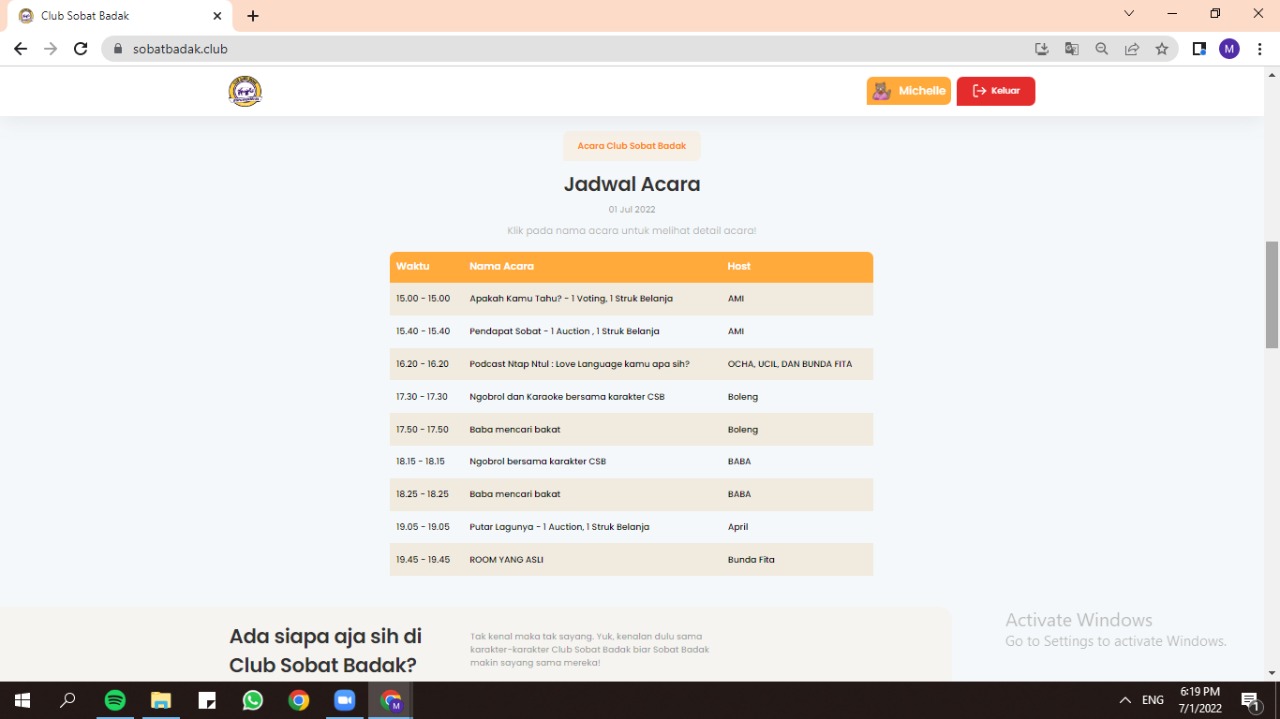 Club Sobat Badak
sobatbadak.club
M
Michelle
Keluar
Acara Club Sobat Badak
Jadwal Acara
01 Jul 2022
Klik pada nama acara untuk melihat detail acara!
Waktu Nama Acara Host
15.00 - 15.00 Apakah Kamu Tahu? - 1 Voting, 1 Struk Belanja AMI
15.40 - 15.40 Pendapat Sobat - 1 Auction , 1 Struk Belanja AMI
16.20 - 16.20 Podcast Ntap Ntul : Love Language kamu apa sih? OCHA, UCIL, DAN BUNDA FITA
17.30 - 17.30 Ngobrol dan Karaoke bersama karakter CSB Boleng
17.50 - 17.50 Baba mencari bakat Boleng
18.15 - 18.15 Ngobrol bersama karakter CSB BABA
18.25 - 18.25 Baba mencari bakat BABA
19.05 - 19.05 Putar Lagunya - 1 Auction, 1 Struk Belanja April
19.45 - 19.45 ROOM YANG ASLI Bunda Fita
Ada siapa aja sih di
Club Sobat Badak?
Tak kenal maka tak sayang. Yuk, kenalan dulu sama
karakter-karakter Club Sobat Badak biar Sobat Badak
makin sayang sama mereka!
Activate Windows
Go to Settings to activate Windows.
M
ENG
6:19 PM
7/1/2022
1